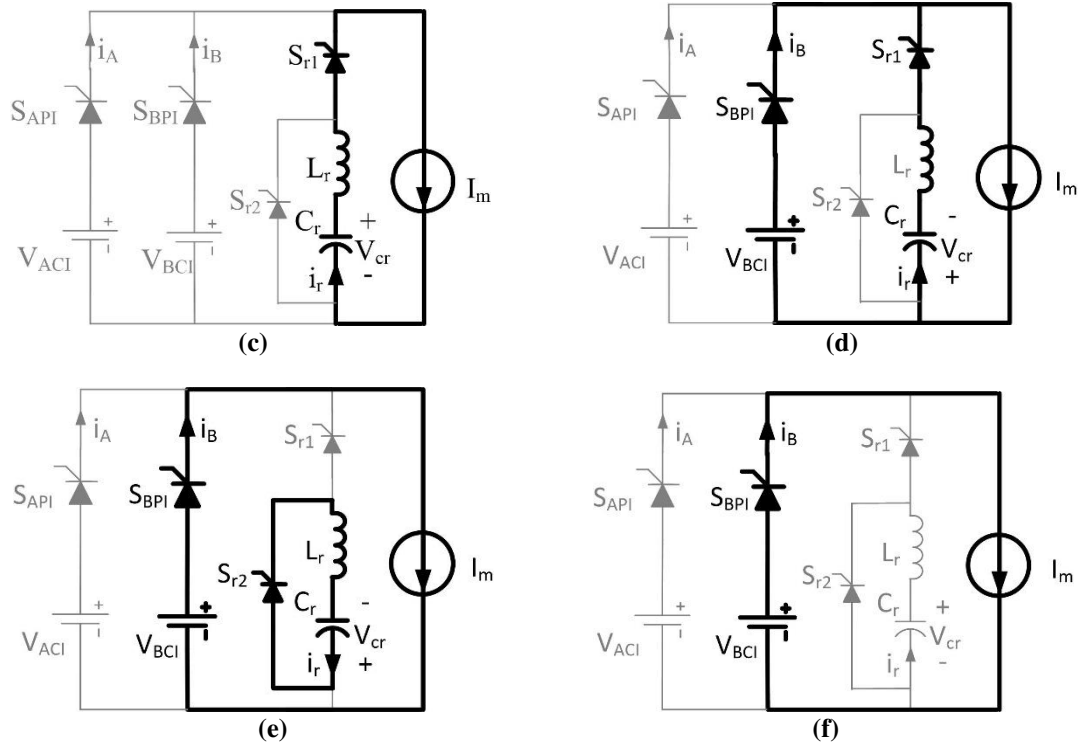 i_A i_B S_r1
S_API S_BPI
L_r
S_r2 I_m
C_r +
+ + V_cr
V_ACI V_BCI i_r -
(c)
i_A i_B S_r1
S_API S_BPI
L_r
S_r2 I_m
C_r -
+ + V_cr
V_ACI V_BCI i_r +
(d)
i_A i_B S_r1
S_API S_BPI
L_r
S_r2 I_m
C_r -
+ + V_cr
V_ACI V_BCI i_r +
(e)
i_A i_B S_r1
S_API S_BPI
L_r
S_r2 I_m
C_r +
+ + V_cr
V_ACI V_BCI i_r -
(f)